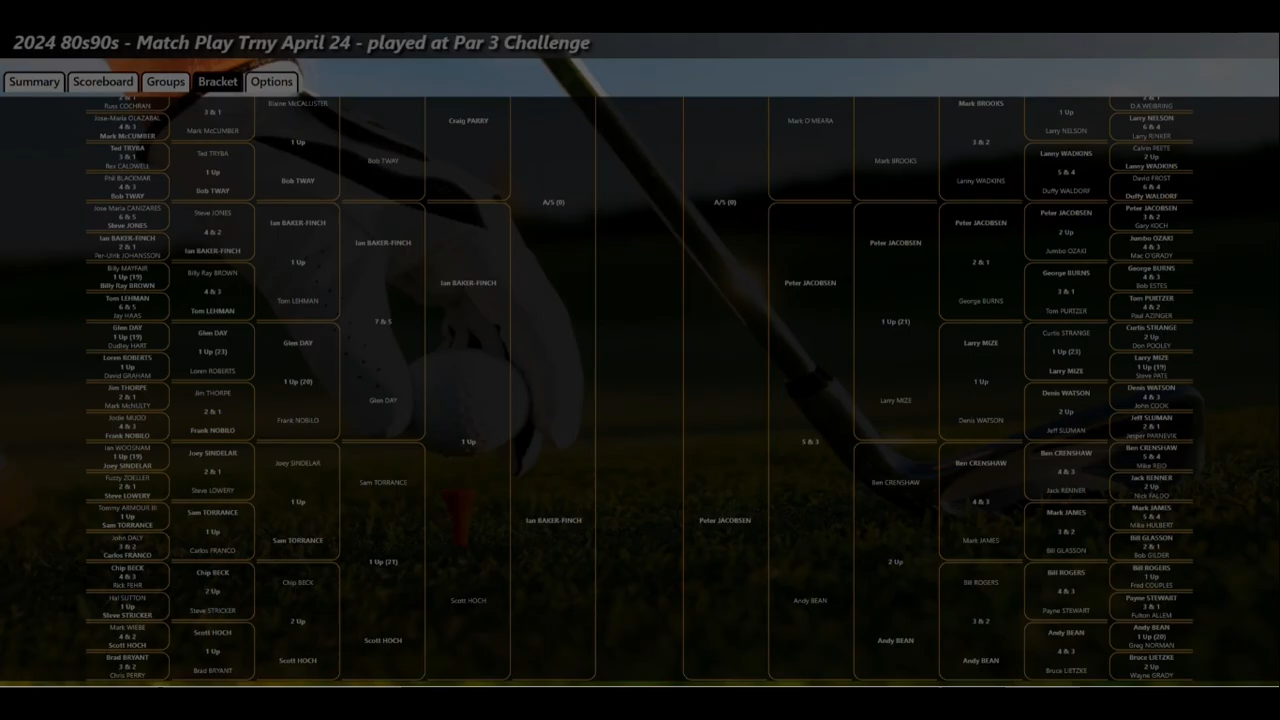 2024 80s90s - Match Play Trny April 24 - played at Par 3 Challenge
Summary
Scoreboard
Groups
Bracket
Options
2 & 1
Russ COCHRAN
Jose-Maria OLAZABAL
4 & 3
Mark McCUMBER
Ted TRYBA
3 & 1
Rex CALDWELL
Phil BLACKMAR
4 & 3
Bob TWAY
Jose Maria CANIZARES
6 & 5
Steve JONES
Ian BAKER-FINCH
2 & 1
Per-Ulrik JOHANSSON
Billy MAYFAIR
1 Up (19)
Billy Ray BROWN
Tom LEHMAN
6 & 5
Jay HAAS
Glen DAY
1 Up (19)
Dudley HART
Loren ROBERTS
1 Up
David GRAHAM
Jim THORPE
2 & 1
Mark McNULTY
Jodie MUDD
4 & 3
Frank NOBILO
Ian WOOSNAM
1 Up (19)
Joey SINDELAR
Fuzzy ZOELLER
2 & 1
Steve LOWERY
Tommy ARMOUR III
1 Up
Sam TORRANCE
John DALY
3 & 2
Carlos FRANCO
Chip BECK
4 & 3
Rick FEHR
Hal SUTTON
1 Up
Steve STRICKER
Mark WIEBE
4 & 2
Scott HOCH
Brad BRYANT
3 & 2
Chris PERRY
3 & 1
Mark McCUMBER
Ted TRYBA
1 Up
Bob TWAY
Steve JONES
4 & 2
Ian BAKER-FINCH
Billy Ray BROWN
4 & 3
Tom LEHMAN
Glen DAY
1 Up (23)
Loren ROBERTS
Jim THORPE
2 & 1
Frank NOBILO
Joey SINDELAR
2 & 1
Steve LOWERY
Sam TORRANCE
1 Up
Carlos FRANCO
Chip BECK
2 Up
Steve STRICKER
Scott HOCH
1 Up
Brad BRYANT
Blaine McCALLISTER
1 Up
Bob TWAY
Ian BAKER-FINCH
1 Up
Tom LEHMAN
Glen DAY
1 Up (20)
Frank NOBILO
Joey SINDELAR
1 Up
Sam TORRANCE
Chip BECK
2 Up
Scott HOCH
Bob TWAY
Ian BAKER-FINCH
7 & 5
Glen DAY
Sam TORRANCE
1 Up (21)
Scott HOCH
Craig PARRY
Ian BAKER-FINCH
1 Up
Scott HOCH
A/S (0)
Ian BAKER-FINCH
A/S (0)
Peter JACOBSEN
Mark O'MEARA
Peter JACOBSEN
5 & 3
Andy BEAN
Mark BROOKS
Peter JACOBSEN
1 Up (21)
Larry MIZE
Ben CRENSHAW
2 Up
Andy BEAN
Mark BROOKS
3 & 2
Lanny WADKINS
Peter JACOBSEN
2 & 1
George BURNS
Larry MIZE
1 Up
Denis WATSON
Ben CRENSHAW
4 & 3
Mark JAMES
Bill ROGERS
3 & 2
Andy BEAN
1 Up
Larry NELSON
Lanny WADKINS
5 & 4
Duffy WALDORF
Peter JACOBSEN
2 Up
Jumbo OZAKI
George BURNS
3 & 1
Tom PURTZER
Curtis STRANGE
1 Up (23)
Larry MIZE
Denis WATSON
2 Up
Jeff SLUMAN
Ben CRENSHAW
4 & 3
Jack RENNER
Mark JAMES
3 & 2
Bill GLASSON
Bill ROGERS
4 & 3
Payne STEWART
Andy BEAN
4 & 3
Bruce LIETZKE
2 & 1
D.A.WEIBRING
Larry NELSON
6 & 4
Larry RINKER
Calvin PEETE
2 Up
Lanny WADKINS
David FROST
6 & 4
Duffy WALDORF
Peter JACOBSEN
3 & 2
Gary KOCH
Jumbo OZAKI
4 & 3
Mac O'GRADY
George BURNS
4 & 3
Bob ESTES
Tom PURTZER
4 & 2
Paul AZINGER
Curtis STRANGE
2 Up
Don POOLEY
Larry MIZE
1 Up (19)
Steve PATE
Denis WATSON
4 & 3
John COOK
Jeff SLUMAN
2 & 1
Jesper PARNEVIK
Ben CRENSHAW
5 & 4
Mike REID
Jack RENNER
2 Up
Nick FALDO
Mark JAMES
5 & 4
Mike HULBERT
Bill GLASSON
2 & 1
Bob GILDER
Bill ROGERS
1 Up
Fred COUPLES
Payne STEWART
3 & 1
Fulton ALLEM
Andy BEAN
1 Up (20)
Greg NORMAN
Bruce LIETZKE
2 Up
Wayne GRADY